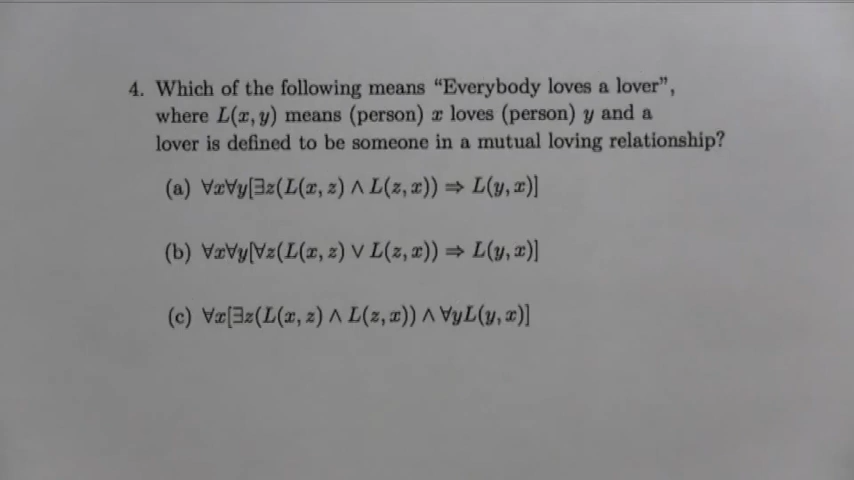 4. Which of the following means “Everybody loves a lover”,
where L(x, y) means (person) x loves (person) y and a
lover is defined to be someone in a mutual loving relationship?
(a) ∀x∀y[∃z(L(x, z) ∧ L(z, x)) ⇒ L(y, x)]
(b) ∀x∀y[∀z(L(x, z) ∨ L(z, x)) ⇒ L(y, x)]
(c) ∀x[∃z(L(x, z) ∧ L(z, x)) ∧ ∀yL(y, x)]